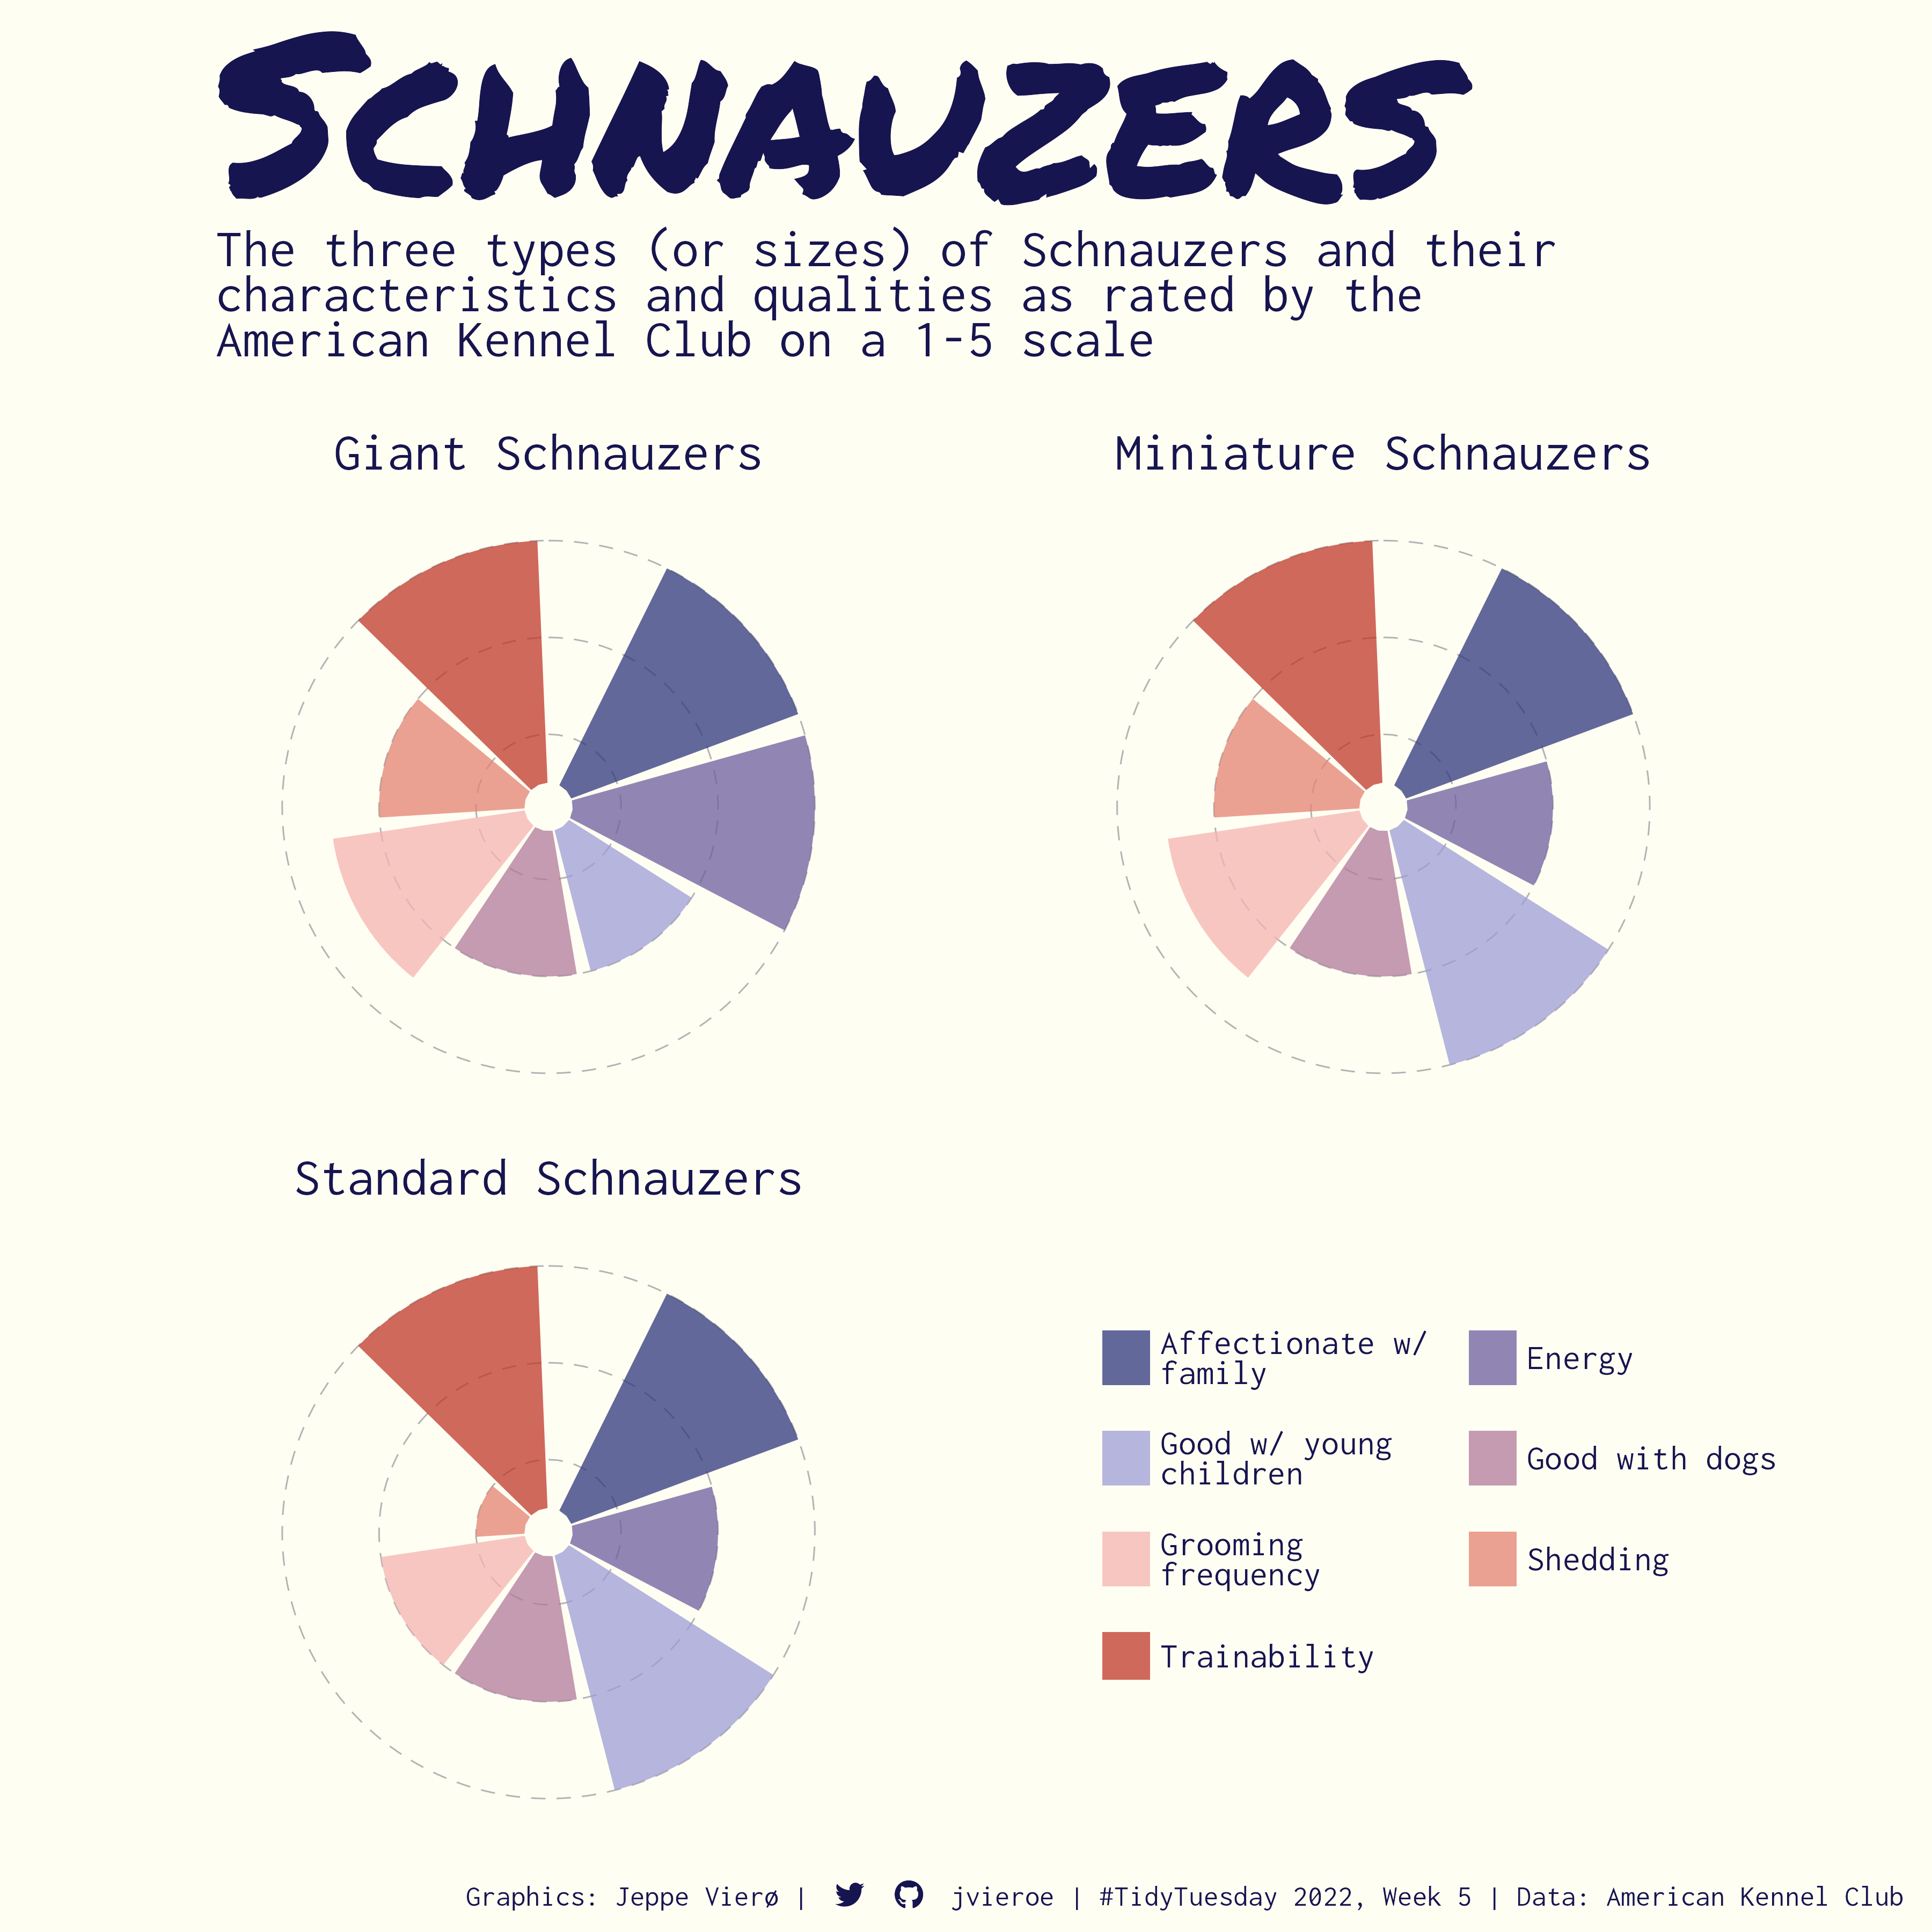 SCHNAUZERS
The three types (or sizes) of Schnauzers and their
characteristics and qualities as rated by the
American Kennel Club on a 1-5 scale
Giant Schnauzers
Miniature Schnauzers
Standard Schnauzers
Affectionate w/
family
Energy
Good w/ young
children
Good with dogs
Grooming
frequency
Shedding
Trainability
Graphics: Jeppe Vierø | jvieroe | #TidyTuesday 2022, Week 5 | Data: American Kennel Club